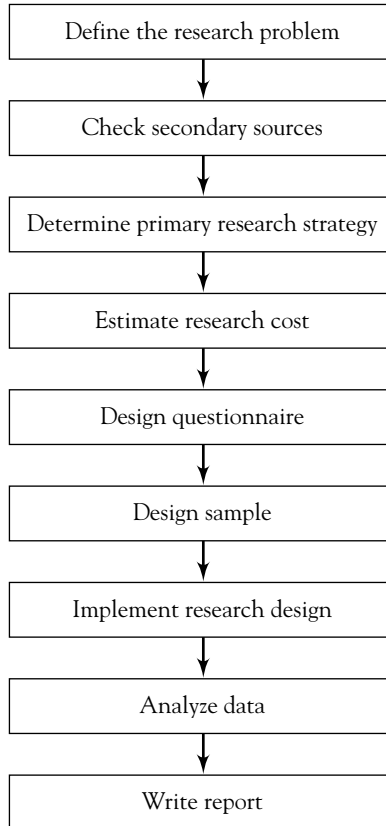 Define the research problem
Check secondary sources
Determine primary research strategy
Estimate research cost
Design questionnaire
Design sample
Implement research design
Analyze data
Write report